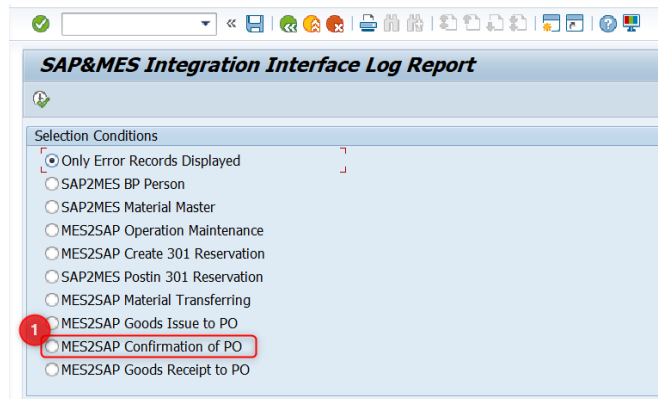 SAP&MES Integration Interface Log Report
Selection Conditions
Only Error Records Displayed
SAP2MES BP Person
SAP2MES Material Master
MES2SAP Operation Maintenance
MES2SAP Create 301 Reservation
SAP2MES Postin 301 Reservation
MES2SAP Material Transferring
MES2SAP Goods Issue to PO
1
MES2SAP Confirmation of PO
MES2SAP Goods Receipt to PO